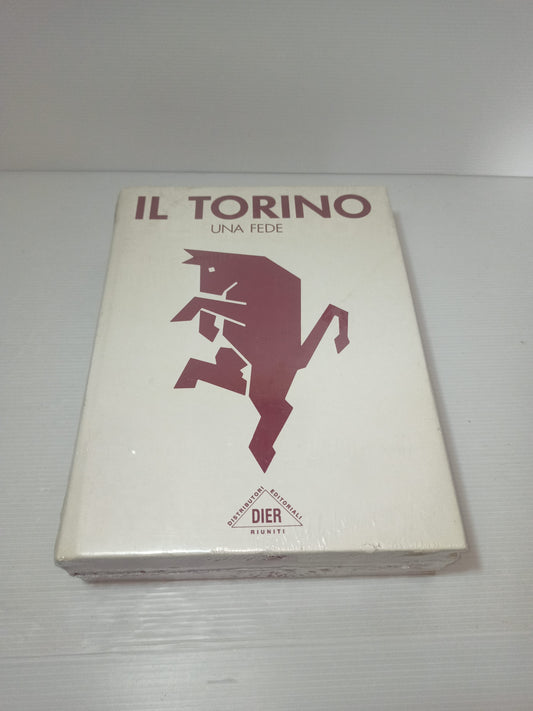 IL TORINO
UNA FEDE
DISTRIBUTORI EDITORIALI
DIER
RIUNITI